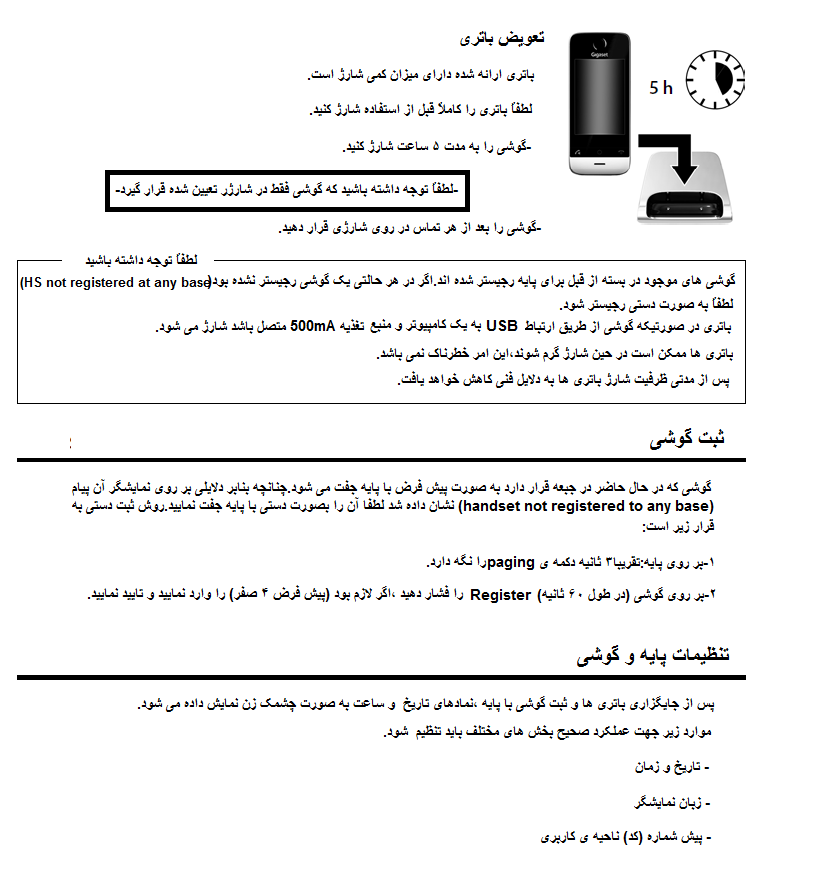 تعویض باتری
Gigaset
5 h
باتری ارائه شده دارای میزان کمی شارژ است.
لطفاً باتری را کاملاً قبل از استفاده شارژ کنید.
-گوشی را به مدت ۵ ساعت شارژ کنید.
-لطفاً توجه داشته باشید که گوشی فقط در شارژر تعیین شده قرار گیرد-
-گوشی را بعد از هر تماس در روی شارژی قرار دهید.
لطفاً توجه داشته باشید
گوشی های موجود در بسته از قبل برای پایه رجیستر شده اند.اگر در هر حالتی یک گوشی رجیستر نشده بود(HS not registered at any base)
لطفاً به صورت دستی رجیستر شود.
باتری در صورتیکه گوشی از طریق ارتباط USB به یک کامپیوتر و منبع تغذیه 500mA متصل باشد شارژ می شود.
باتری ها ممکن است در حین شارژ گرم شوند،این امر خطرناک نمی باشد.
پس از مدتی ظرفیت شارژ باتری ها به دلایل فنی کاهش خواهد یافت.
ثبت گوشی
گوشی که در حال حاضر در جبعه قرار دارد به صورت پیش فرض با پایه جفت می شود.چنانچه بنابر دلایلی بر روی نمایشگر آن پیام
(handset not registered to any base) نشان داده شد لطفا آن را بصورت دستی با پایه جفت نمایید.روش ثبت دستی به
قرار زیر است:
۱-بر روی پایه:تقریبا۳ ثانیه دکمه ی pagingرا نگه دارد.
۲-بر روی گوشی (در طول ۶۰ ثانیه) Register را فشار دهید ،اگر لازم بود (پیش فرض ۴ صفر) را وارد نمایید و تایید نمایید.
تنظیمات پایه و گوشی
پس از جایگزاری باتری ها و ثبت گوشی با پایه ،نمادهای تاریخ و ساعت به صورت چشمک زن نمایش داده می شود.
موارد زیر جهت عملکرد صحیح بخش های مختلف باید تنظیم شود.
- تاریخ و زمان
- زبان نمایشگر
- پیش شماره (کد) ناحیه ی کاربری